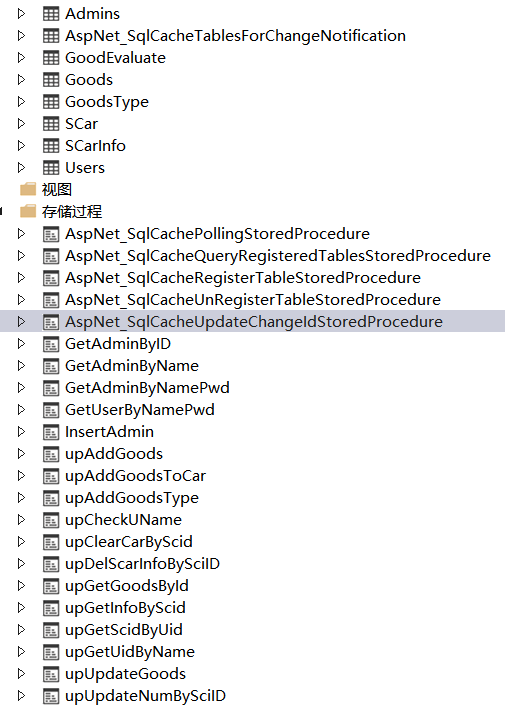 Admins
AspNet_SqlCacheTablesForChangeNotification
GoodEvaluate
Goods
GoodsType
SCar
SCarInfo
Users
视图
存储过程
AspNet_SqlCachePollingStoredProcedure
AspNet_SqlCacheQueryRegisteredTablesStoredProcedure
AspNet_SqlCacheRegisterTableStoredProcedure
AspNet_SqlCacheUnRegisterTableStoredProcedure
AspNet_SqlCacheUpdateChangeIdStoredProcedure
GetAdminByID
GetAdminByName
GetAdminByNamePwd
GetUserByNamePwd
InsertAdmin
upAddGoods
upAddGoodsToCar
upAddGoodsType
upCheckUName
upClearCarByScid
upDelScarInfoBySciID
upGetGoodsById
upGetInfoByScid
upGetScidByUid
upGetUidByName
upUpdateGoods
upUpdateNumBySciID